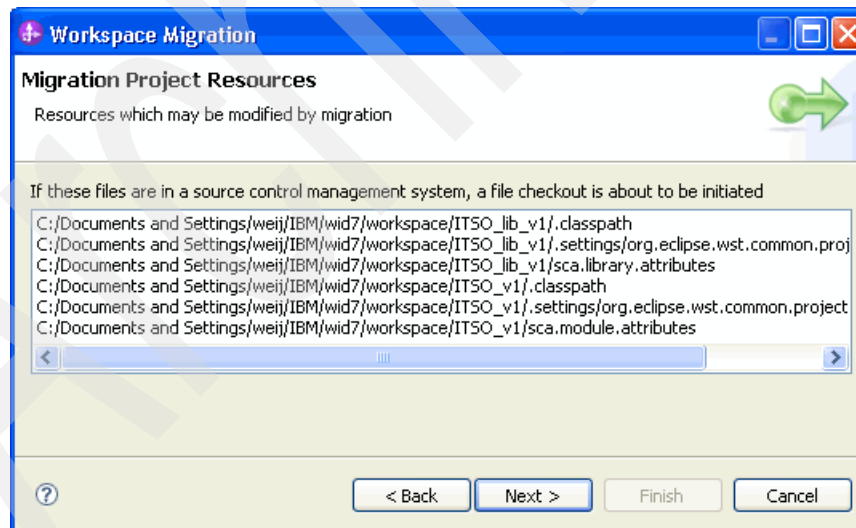 Workspace Migration
Migration Project Resources
Resources which may be modified by migration
If these files are in a source control management system, a file checkout is about to be initiated
C:/Documents and Settings/weij/IBM/wid7/workspace/ITSO_lib_v1/.classpath
C:/Documents and Settings/weij/IBM/wid7/workspace/ITSO_lib_v1/.settings/org.eclipse.wst.common.proj
C:/Documents and Settings/weij/IBM/wid7/workspace/ITSO_lib_v1/sca.library.attributes
C:/Documents and Settings/weij/IBM/wid7/workspace/ITSO_v1/.classpath
C:/Documents and Settings/weij/IBM/wid7/workspace/ITSO_v1/.settings/org.eclipse.wst.common.project
C:/Documents and Settings/weij/IBM/wid7/workspace/ITSO_v1/sca.module.attributes
? < Back Next > Finish Cancel